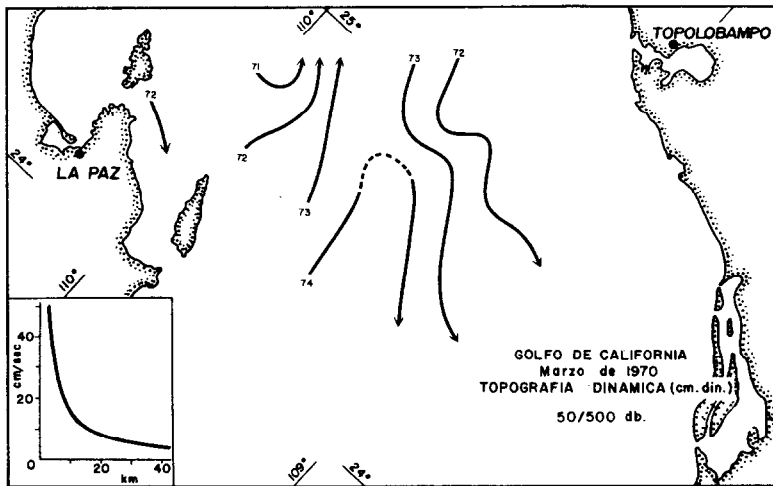 110°
25°
TOPOLOBAMPO
71
73
72
72
24°
LA PAZ
72
73
74
110°
GOLFO DE CALIFORNIA
Marzo de 1970
TOPOGRAFIA DINAMICA (cm. din.)
50/500 db.
cm/sec
40
20
0
20
40
km
109°
24°